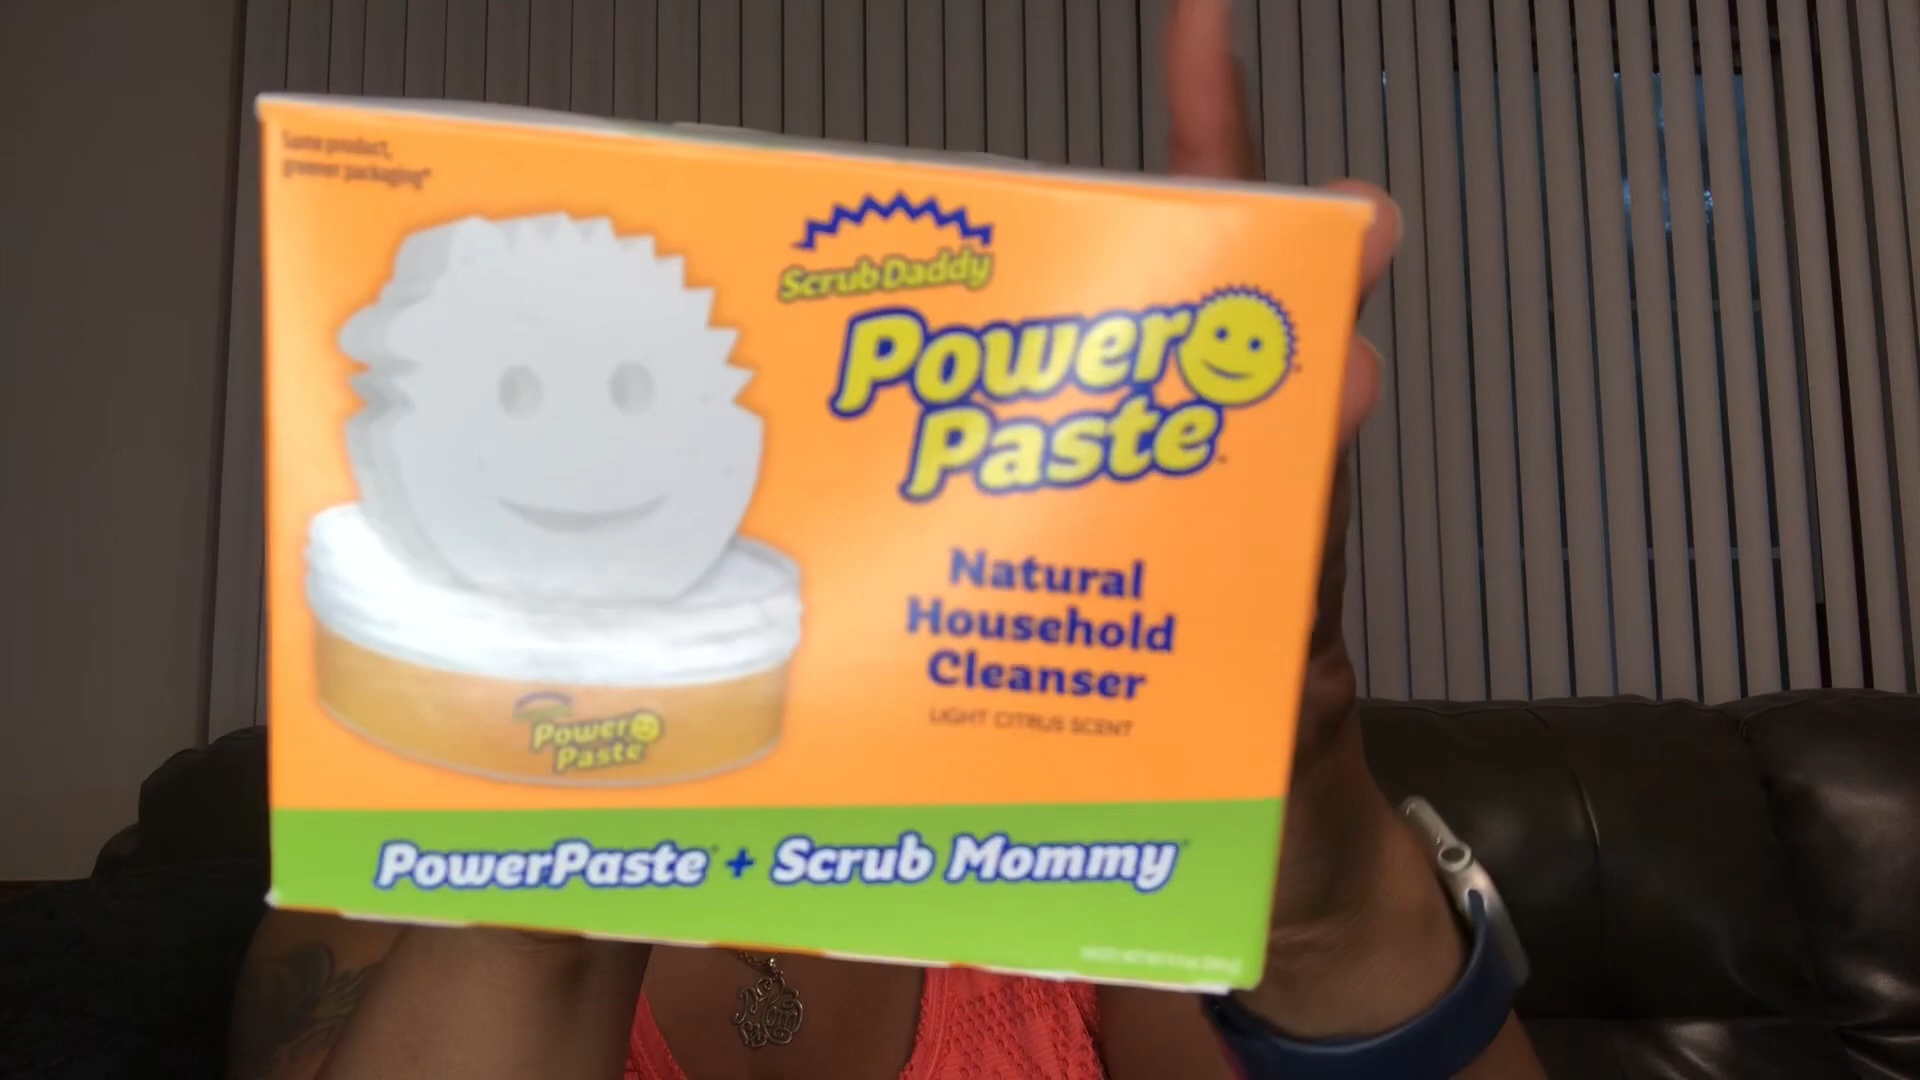 Same product,
greener packaging*
Scrub Daddy
Power
Paste
Natural
Household
Cleanser
LIGHT CITRUS SCENT
Power
Paste
PowerPaste + Scrub Mommy